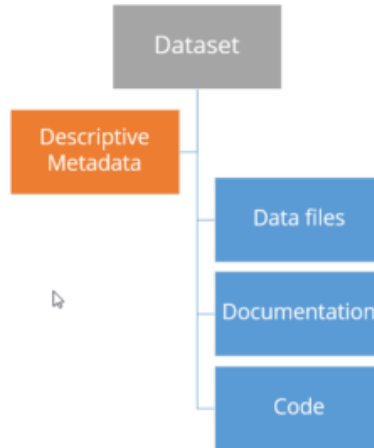 Dataset
Descriptive
Metadata
Data files
Documentation
Code